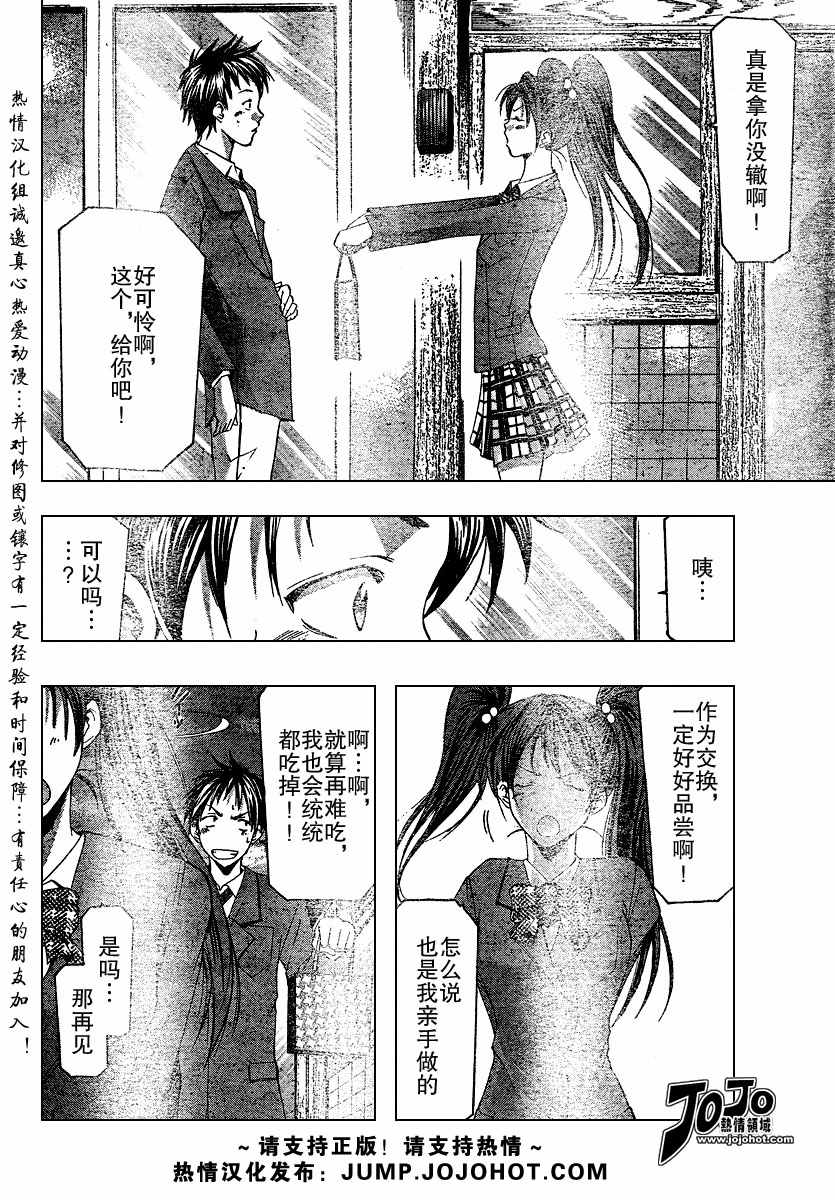 真是拿你没辙啊！
好可怜啊，
这个，给你吧！
咦…
可以吗…
…？
作为交换，
一定好好品尝啊！
怎么说
也是我亲手做的
啊…啊，
就算再难吃，
我也会统统
都吃掉！！
是吗…
那再见
热情汉化组诚邀真心热爱动漫…并对修图或镶字有一定经验和时间保障…有責任心的朋友加入！
JOJO
熱情領域
www.jojohot.com
~ 请支持正版！请支持热情 ~
热情汉化发布：JUMP.JOJOHOT.COM